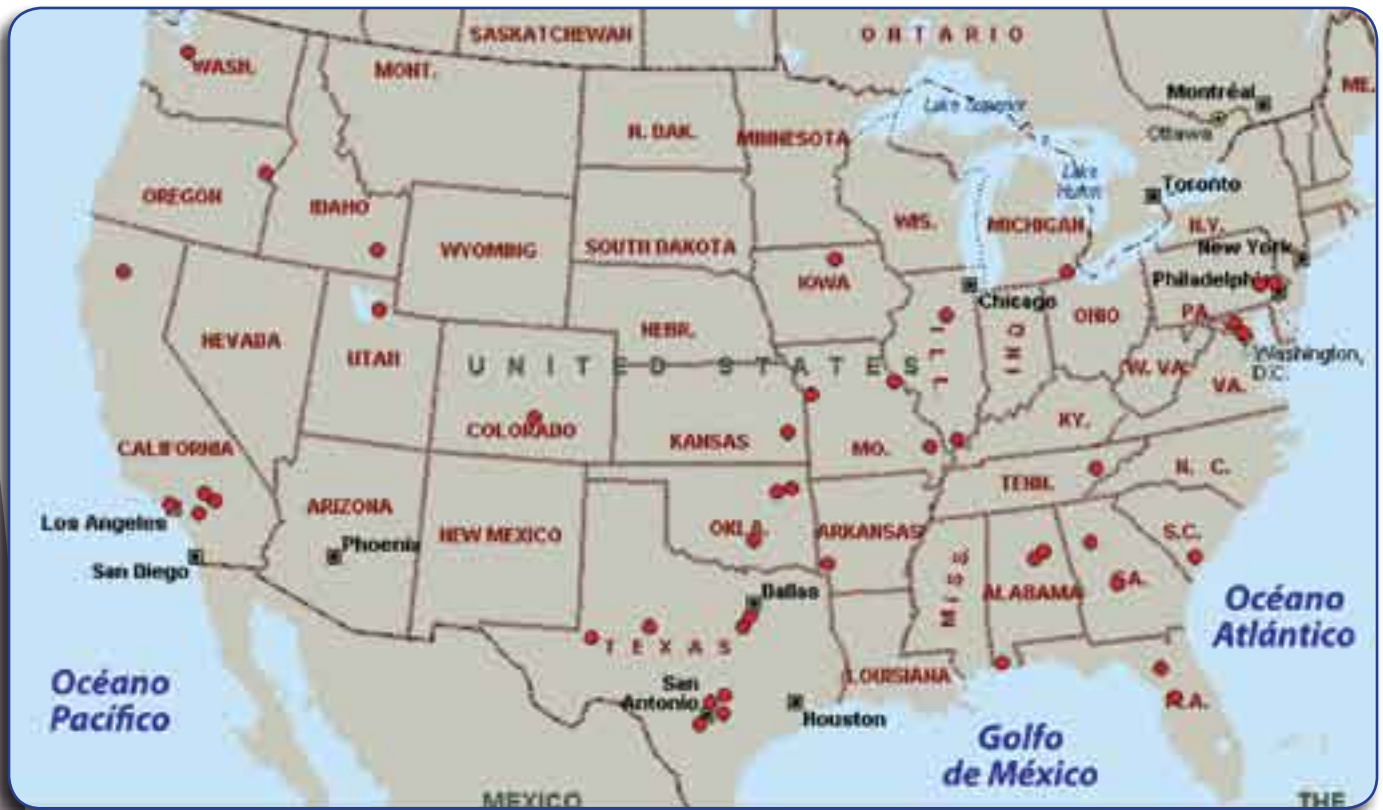 SASKATCHEWAN
ONTARIO
WASH.
MONT.
ME.
Montréal
Ottawa
Lake Superior
N. DAK.
MINNESOTA
Lake
Huron
Toronto
OREGON
IDAHO
WIS.
MICHIGAN
N.Y.
New York
WYOMBIG
SOUTH DAKOTA
IOWA
Philadelphia
Chicago
NEVADA
UTAH
NEBR.
ILL
IND
OHIO
PA.
UNITED STATES
Washington,
D.C.
W. VA.
VA.
COLORADO
KANSAS
MO.
KY.
CALIFORNIA
TENN.
N. C.
Los Angeles
ARIZONA
NEW MEXICO
OKLA.
ARKANSAS
MISS
ALABAMA
GA.
S.C.
San Diego
Phoenix
Dallas
Océano
Atlántico
TEXAS
LOUISIANA
San
Antonio
Houston
Océano
Pacífico
Golfo
de México
MEXICO
THE